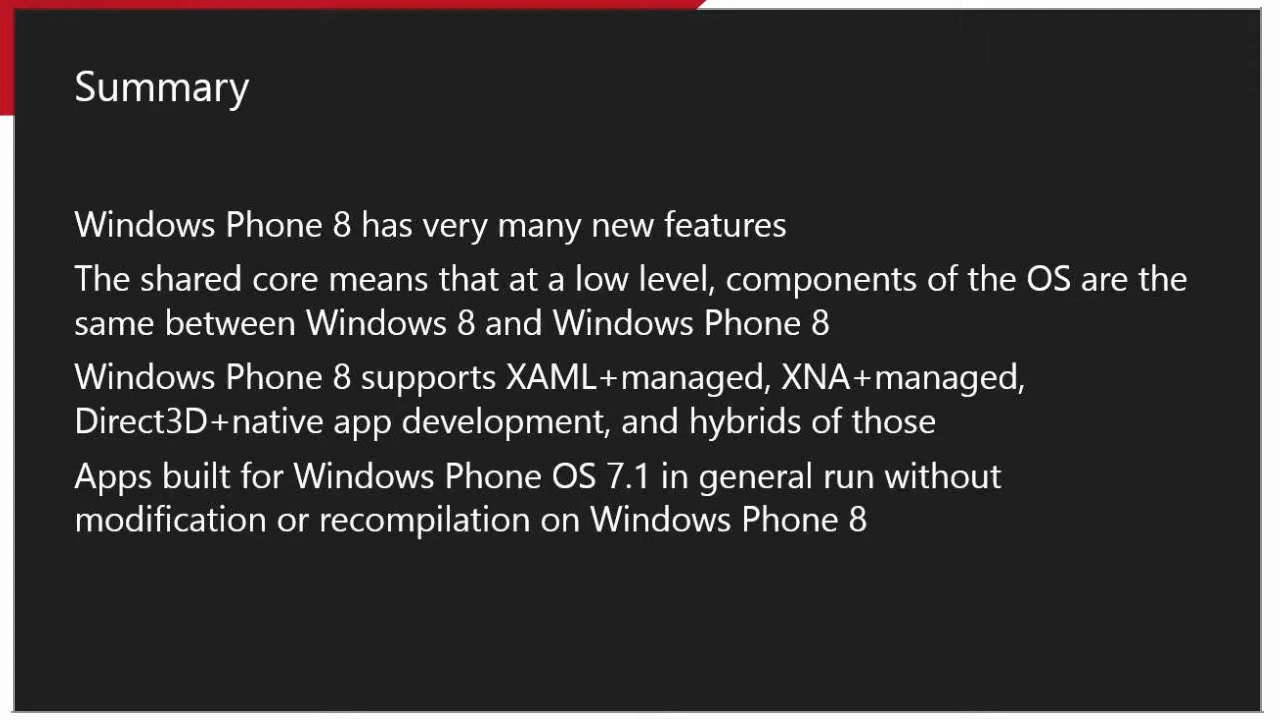 Summary
Windows Phone 8 has very many new features
The shared core means that at a low level, components of the OS are the
same between Windows 8 and Windows Phone 8
Windows Phone 8 supports XAML+managed, XNA+managed,
Direct3D+native app development, and hybrids of those
Apps built for Windows Phone OS 7.1 in general run without
modification or recompilation on Windows Phone 8